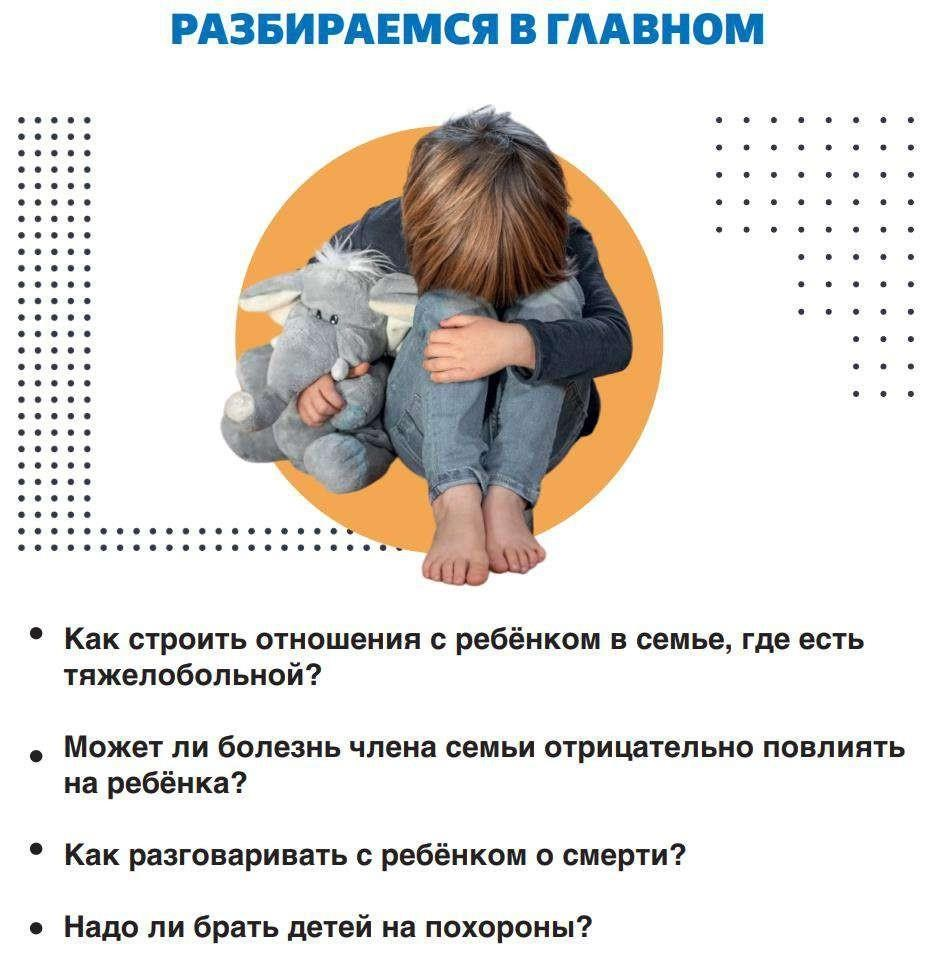 РАЗБИРАЕМСЯ В ГЛАВНОМ
• Как строить отношения с ребёнком в семье, где есть
тяжелобольной?
• Может ли болезнь члена семьи отрицательно повлиять
на ребёнка?
• Как разговаривать с ребёнком о смерти?
• Надо ли брать детей на похороны?